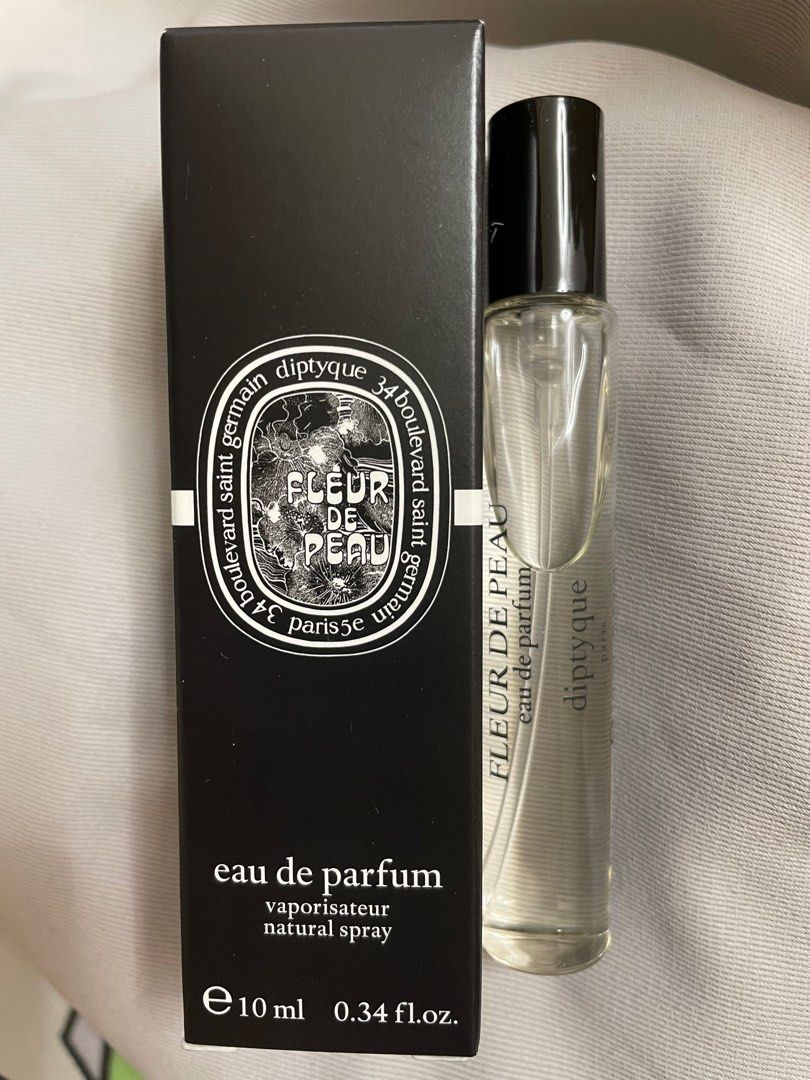 diptyque 34 boulevard saint germain paris5e 34 boulevard saint germain
FLEUR
DE
PEAU
eau de parfum
vaporisateur
natural spray
e 10 ml 0.34 fl.oz.
FLEUR DE PEAU
eau de parfum
diptyque
paris